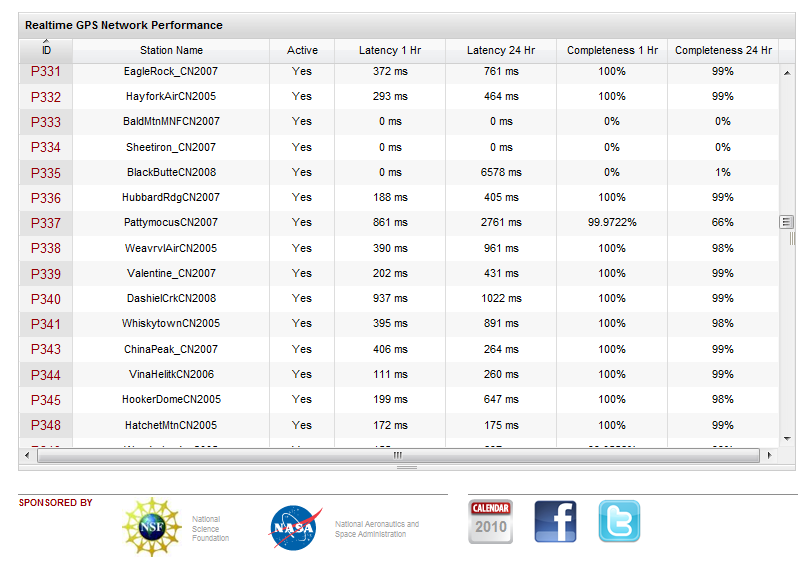 Realtime GPS Network Performance
ID Station Name Active Latency 1 Hr Latency 24 Hr Completeness 1 Hr Completeness 24 Hr
P331 EagleRock_CN2007 Yes 372 ms 761 ms 100% 99%
P332 HayforkAirCN2005 Yes 293 ms 464 ms 100% 99%
P333 BaldMtnMNFCN2007 Yes 0 ms 0 ms 0% 0%
P334 Sheetiron_CN2007 Yes 0 ms 0 ms 0% 0%
P335 BlackButteCN2008 Yes 0 ms 6578 ms 0% 1%
P336 HubbardRdgCN2007 Yes 188 ms 405 ms 100% 99%
P337 PattymocusCN2007 Yes 861 ms 2761 ms 99.9722% 66%
P338 WeavrvlAirCN2005 Yes 390 ms 961 ms 100% 98%
P339 Valentine_CN2007 Yes 202 ms 431 ms 100% 99%
P340 DashielCrkCN2008 Yes 937 ms 1022 ms 100% 99%
P341 WhiskytownCN2005 Yes 395 ms 891 ms 100% 98%
P343 ChinaPeak_CN2007 Yes 406 ms 264 ms 100% 99%
P344 VinaHelitkCN2006 Yes 111 ms 260 ms 100% 99%
P345 HookerDomeCN2005 Yes 199 ms 647 ms 100% 98%
P348 HatchetMtnCN2005 Yes 172 ms 175 ms 100% 99%
SPONSORED BY
NSF
National
Science
Foundation
NASA
National Aeronautics and
Space Administration
CALENDAR
2010
f
t